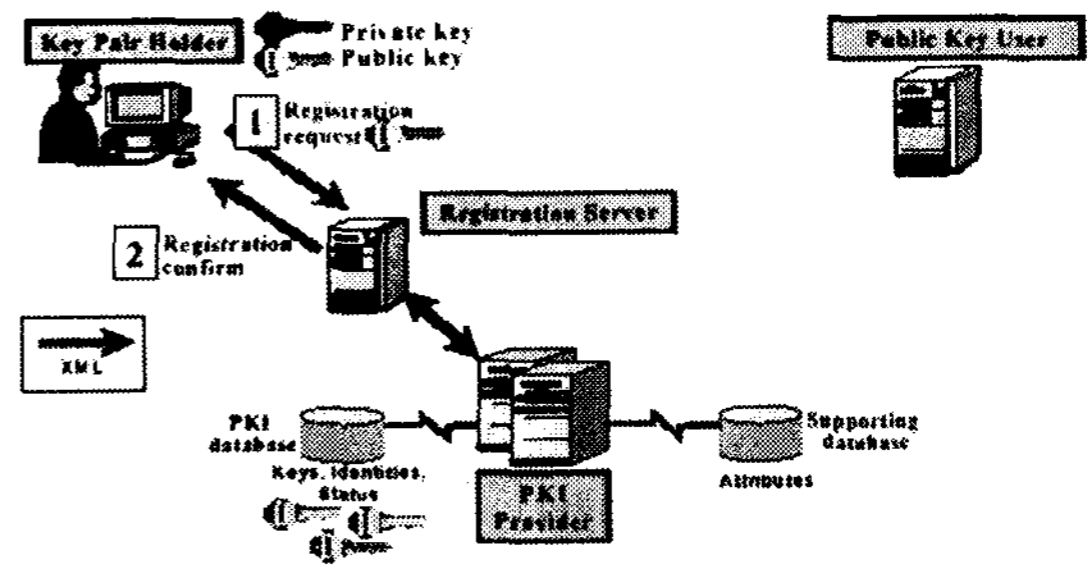 Key Pair Holder
Private key
Public key
Public Key User
1
Registration
request
Registration Server
2
Registration
confirm
XML
PKI
database
Keys, Identities,
Status
PKI
Provider
Supporting
database
Attributes